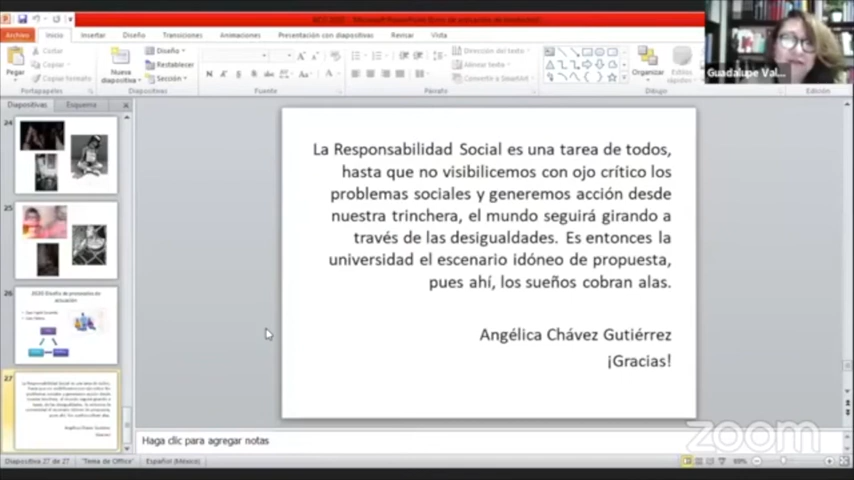 Archivo Inicio Insertar Diseño Transiciones Animaciones Presentación con diapositivas Revisar Vista
Guadalupe Val...
Pegar
Cortar
Copiar
Copiar formato
Portapapeles
Nueva
diapositiva
Diseño
Restablecer
Sección
Diapositivas
Fuente
Párrafo
Dirección del texto
Alinear texto
Convertir a SmartArt
Organizar
Estilos
Dibujo
Edición
Diapositivas Esquema
24
25
26
27
La Responsabilidad Social es una tarea de todos,
hasta que no visibilicemos con ojo crítico los
problemas sociales y generemos acción desde
nuestra trinchera, el mundo seguirá girando a
través de las desigualdades. Es entonces la
universidad el escenario idóneo de propuesta,
pues ahí, los sueños cobran alas.
Angélica Chávez Gutiérrez
¡Gracias!
Haga clic para agregar notas
Diapositiva 27 de 27 "Tema de Office" Español (México)
zoom